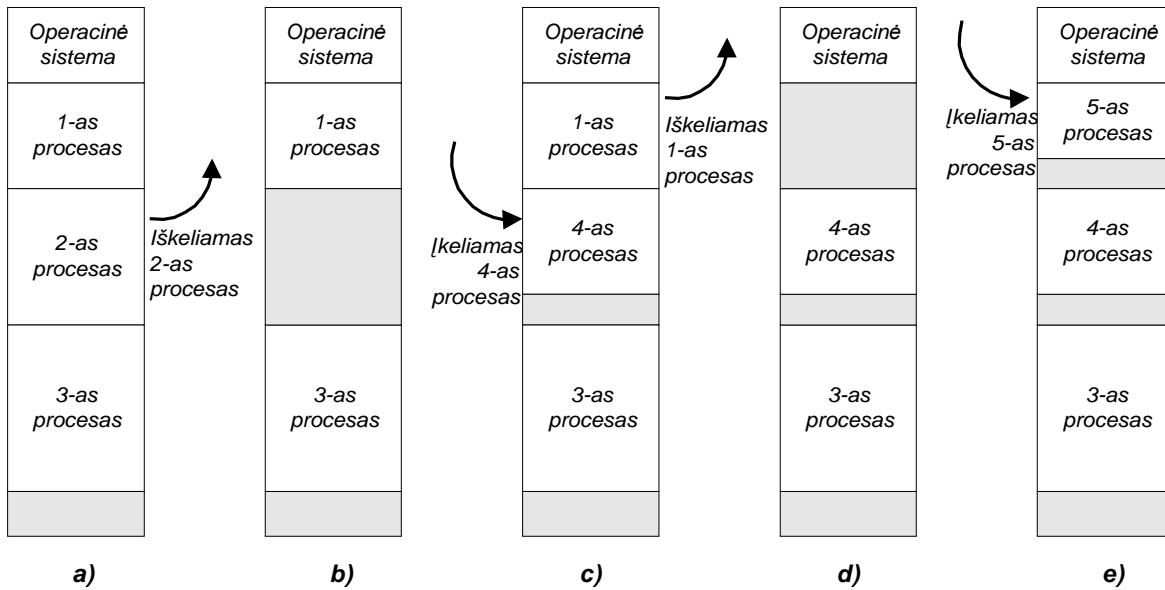 Operacinė
sistema
1-as
procesas
2-as
procesas
3-as
procesas
Iškeliamas
2-as
procesas
a)
Operacinė
sistema
1-as
procesas
3-as
procesas
b)
Įkeliamas
4-as
procesas
Operacinė
sistema
1-as
procesas
4-as
procesas
3-as
procesas
c)
Iškeliamas
1-as
procesas
Operacinė
sistema
4-as
procesas
3-as
procesas
d)
Įkeliamas
5-as
procesas
Operacinė
sistema
5-as
procesas
4-as
procesas
3-as
procesas
e)